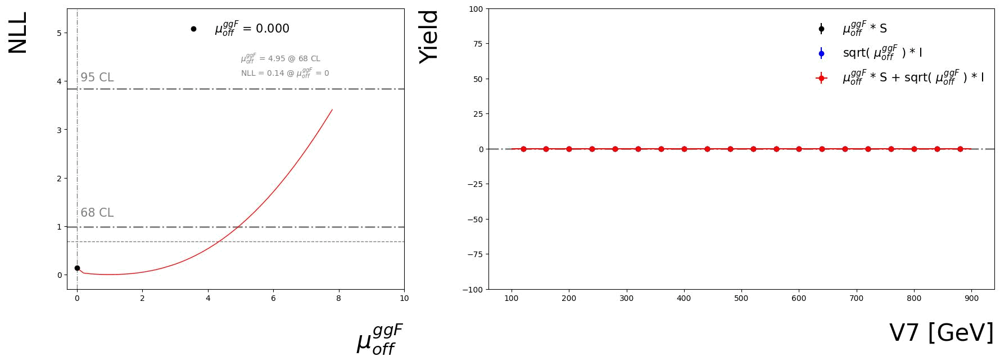 NLL
μ_off^ggF = 0.000
μ_off^ggF = 4.95 @ 68 CL
NLL = 0.14 @ μ_off^ggF = 0
95 CL
68 CL
5
4
3
2
1
0
0 2 4 6 8 10
μ_off^ggF
Yield
μ_off^ggF * S
sqrt( μ_off^ggF ) * I
μ_off^ggF * S + sqrt( μ_off^ggF ) * I
100
75
50
25
0
−25
−50
−75
−100
100 200 300 400 500 600 700 800 900
V7 [GeV]